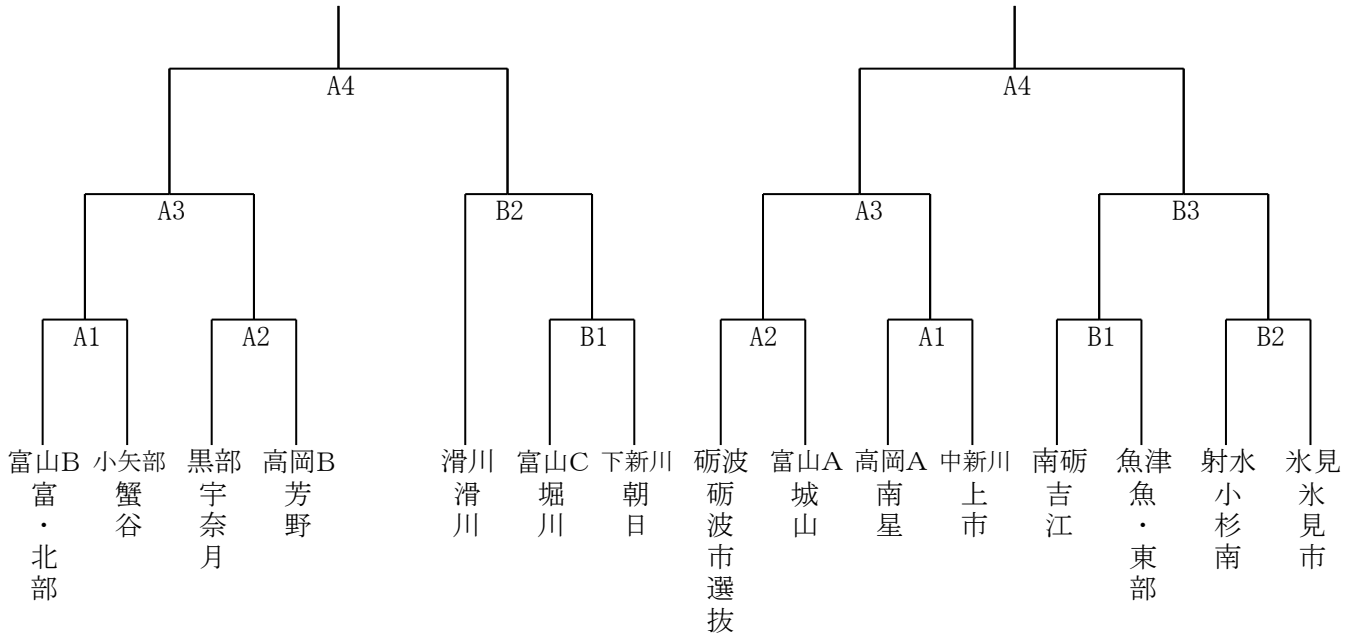 A4
A4
A3
B2
A3
B3
A1
A2
B1
A2
A1
B1
B2
富山B
小矢部
黒部
高岡B
滑川
富山C
下新川
砺波
富山A
高岡A
中新川
南砺
魚津
射水
氷見
富・北部
蟹谷
宇奈月
芳野
滑川
堀川
朝日
砺波市選抜
城山
南星
上市
吉江
魚・東部
小杉南
氷見市